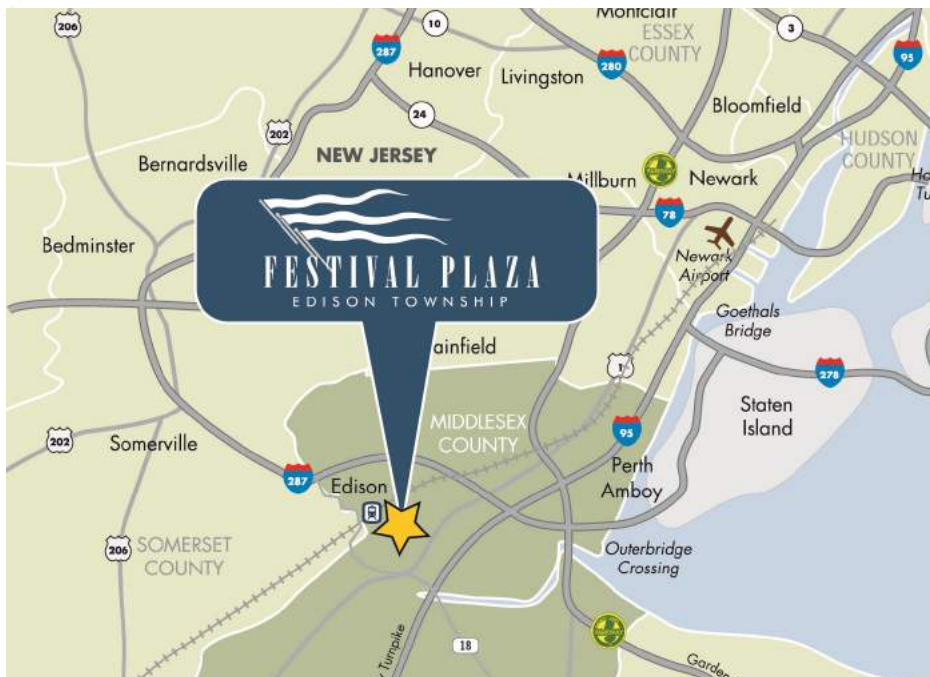 206
10
Montclair
ESSEX
COUNTY
3
287
Hanover
Livingston
280
95
24
Bloomfield
202
HUDSON
COUNTY
Bernardsville
NEW JERSEY
Millburn
Newark
78
Bedminster
Newark
Airport
FESTIVAL PLAZA
EDISON TOWNSHIP
Goethals
Bridge
ainfield
1
278
Staten
Island
MIDDLESEX
COUNTY
202
Somerville
95
287
Edison
Perth
Amboy
206
SOMERSET
COUNTY
Outerbridge
Crossing
18
Turnpike
Garden